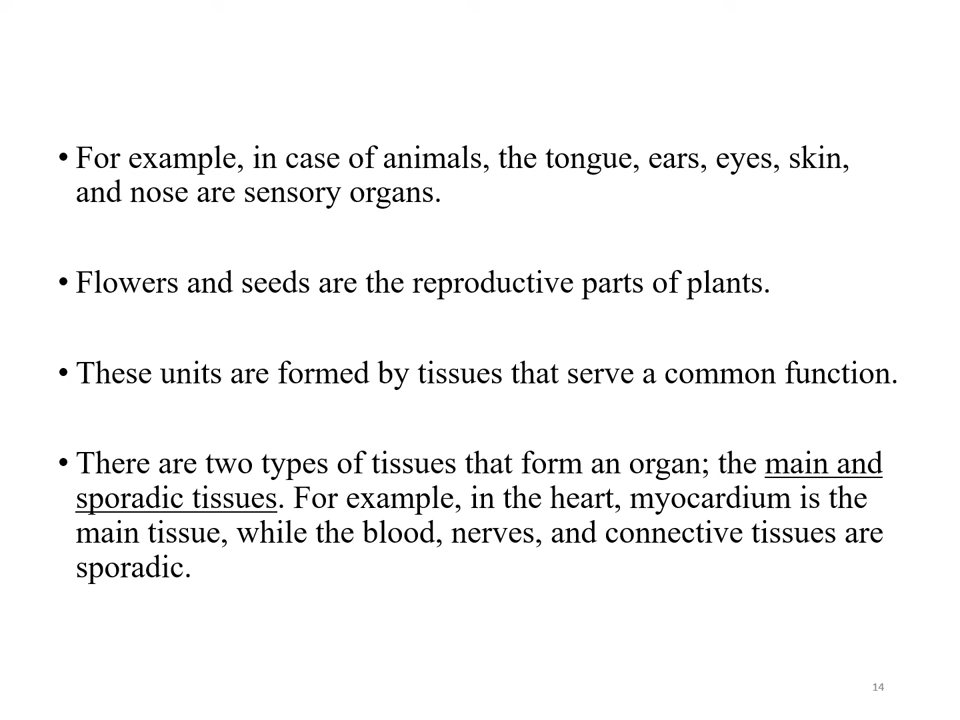 • For example, in case of animals, the tongue, ears, eyes, skin,
and nose are sensory organs.
• Flowers and seeds are the reproductive parts of plants.
• These units are formed by tissues that serve a common function.
• There are two types of tissues that form an organ; the main and
sporadic tissues. For example, in the heart, myocardium is the
main tissue, while the blood, nerves, and connective tissues are
sporadic.
14